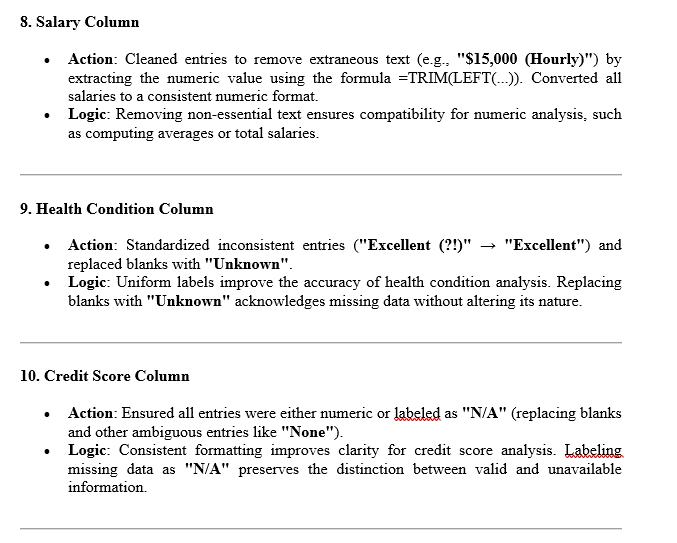 8. Salary Column
• Action: Cleaned entries to remove extraneous text (e.g., "$15,000 (Hourly)") by
extracting the numeric value using the formula =TRIM(LEFT(...)). Converted all
salaries to a consistent numeric format.
• Logic: Removing non-essential text ensures compatibility for numeric analysis, such
as computing averages or total salaries.
9. Health Condition Column
• Action: Standardized inconsistent entries ("Excellent (?!)" → "Excellent") and
replaced blanks with "Unknown".
• Logic: Uniform labels improve the accuracy of health condition analysis. Replacing
blanks with "Unknown" acknowledges missing data without altering its nature.
10. Credit Score Column
• Action: Ensured all entries were either numeric or labeled as "N/A" (replacing blanks
and other ambiguous entries like "None").
• Logic: Consistent formatting improves clarity for credit score analysis. Labeling
missing data as "N/A" preserves the distinction between valid and unavailable
information.